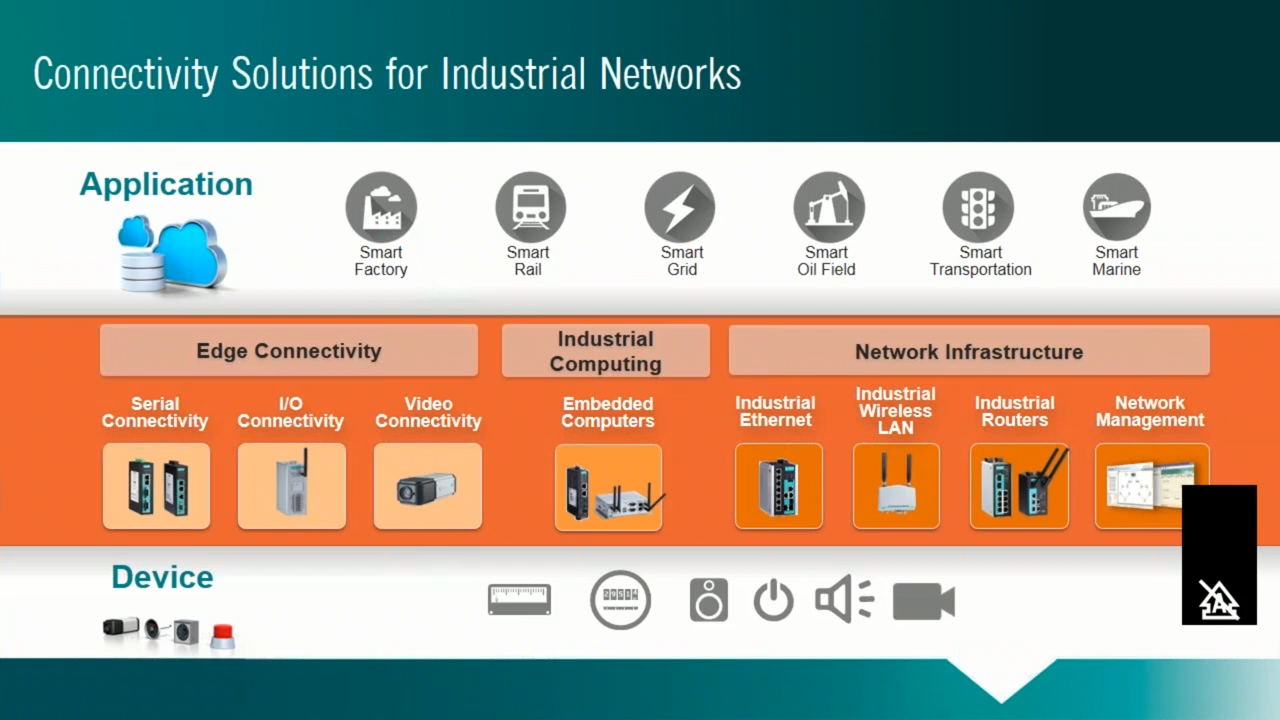 Connectivity Solutions for Industrial Networks
Application
Smart
Factory
Smart
Rail
Smart
Grid
Smart
Oil Field
Smart
Transportation
Smart
Marine
Edge Connectivity
Industrial
Computing
Network Infrastructure
Serial
Connectivity
I/O
Connectivity
Video
Connectivity
Embedded
Computers
Industrial
Ethernet
Industrial
Wireless
LAN
Industrial
Routers
Network
Management
Device